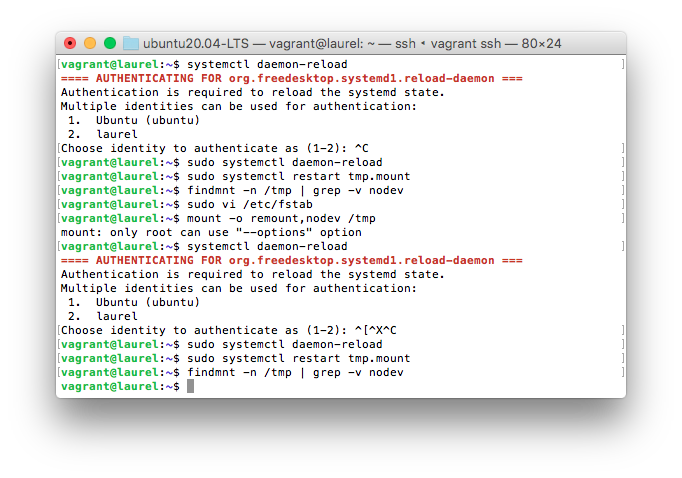 ubuntu20.04-LTS — vagrant@laurel: ~ — ssh ◂ vagrant ssh — 80×24
[vagrant@laurel:~$ systemctl daemon-reload ]
==== AUTHENTICATING FOR org.freedesktop.systemd1.reload-daemon ===
Authentication is required to reload the systemd state.
Multiple identities can be used for authentication:
 1.  Ubuntu (ubuntu)
 2.  laurel
[Choose identity to authenticate as (1-2): ^C ]
[vagrant@laurel:~$ sudo systemctl daemon-reload ]
[vagrant@laurel:~$ sudo systemctl restart tmp.mount ]
[vagrant@laurel:~$ findmnt -n /tmp | grep -v nodev ]
[vagrant@laurel:~$ sudo vi /etc/fstab ]
[vagrant@laurel:~$ mount -o remount,nodev /tmp ]
mount: only root can use "--options" option
[vagrant@laurel:~$ systemctl daemon-reload ]
==== AUTHENTICATING FOR org.freedesktop.systemd1.reload-daemon ===
Authentication is required to reload the systemd state.
Multiple identities can be used for authentication:
 1.  Ubuntu (ubuntu)
 2.  laurel
[Choose identity to authenticate as (1-2): ^[^X^C ]
[vagrant@laurel:~$ sudo systemctl daemon-reload ]
[vagrant@laurel:~$ sudo systemctl restart tmp.mount ]
[vagrant@laurel:~$ findmnt -n /tmp | grep -v nodev ]
vagrant@laurel:~$